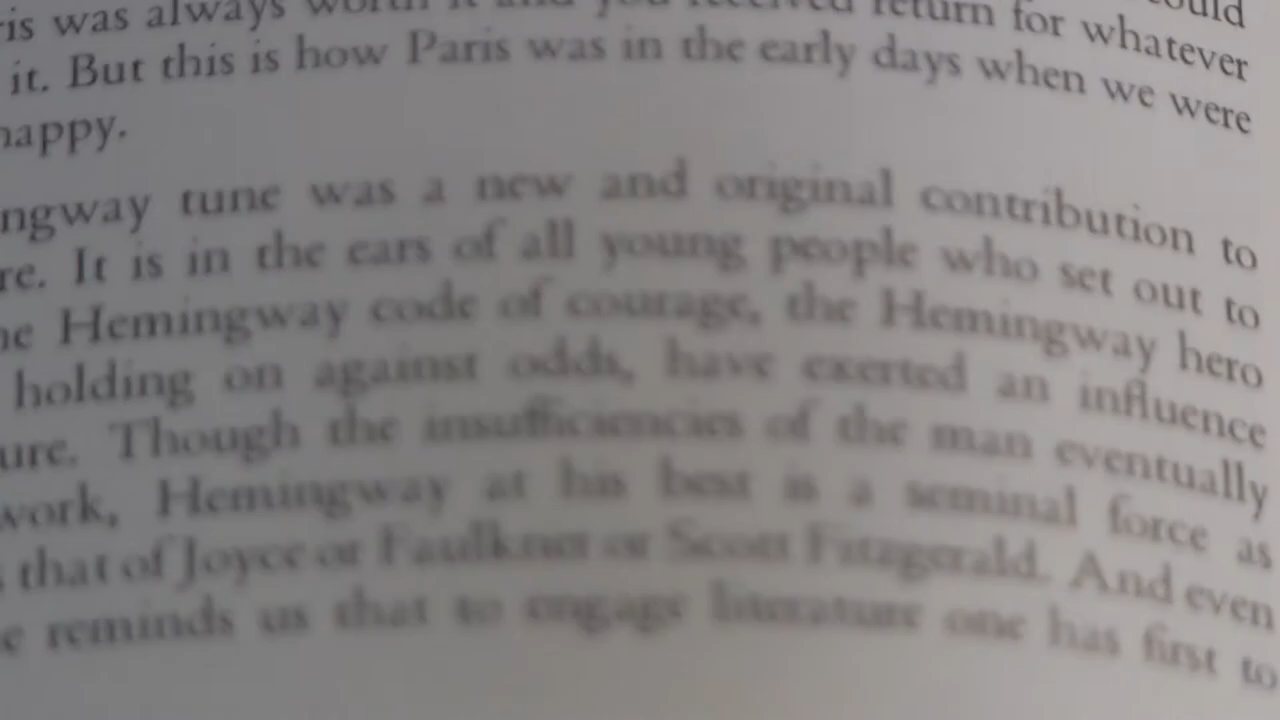 was always worth it and you received return for whatever
it. But this is how Paris was in the early days when we were
happy.
tune was a new and original contribution to
It is in the ears of all young people who set out to
Hemingway code of courage, the Hemingway hero
holding on against odds, have exerted an influence
Though the insufficiencies of the man eventually
work, Hemingway at his best is a seminal force as
that of Joyce or Faulkner or Scott Fitzgerald. And even
reminds us that to engage literature one has first to